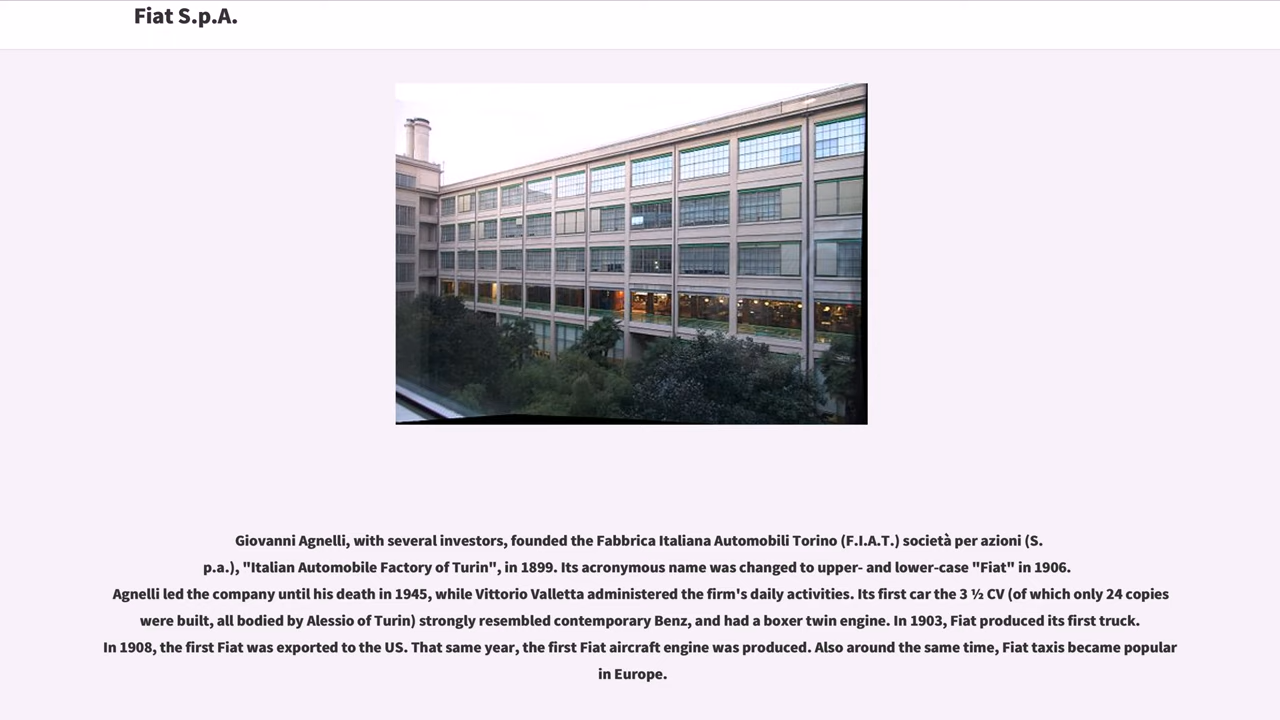 Fiat S.p.A.
Giovanni Agnelli, with several investors, founded the Fabbrica Italiana Automobili Torino (F.I.A.T.) società per azioni (S.
p.a.), "Italian Automobile Factory of Turin", in 1899. Its acronymous name was changed to upper- and lower-case "Fiat" in 1906.
Agnelli led the company until his death in 1945, while Vittorio Valletta administered the firm's daily activities. Its first car the 3 ½ CV (of which only 24 copies
were built, all bodied by Alessio of Turin) strongly resembled contemporary Benz, and had a boxer twin engine. In 1903, Fiat produced its first truck.
In 1908, the first Fiat was exported to the US. That same year, the first Fiat aircraft engine was produced. Also around the same time, Fiat taxis became popular
in Europe.